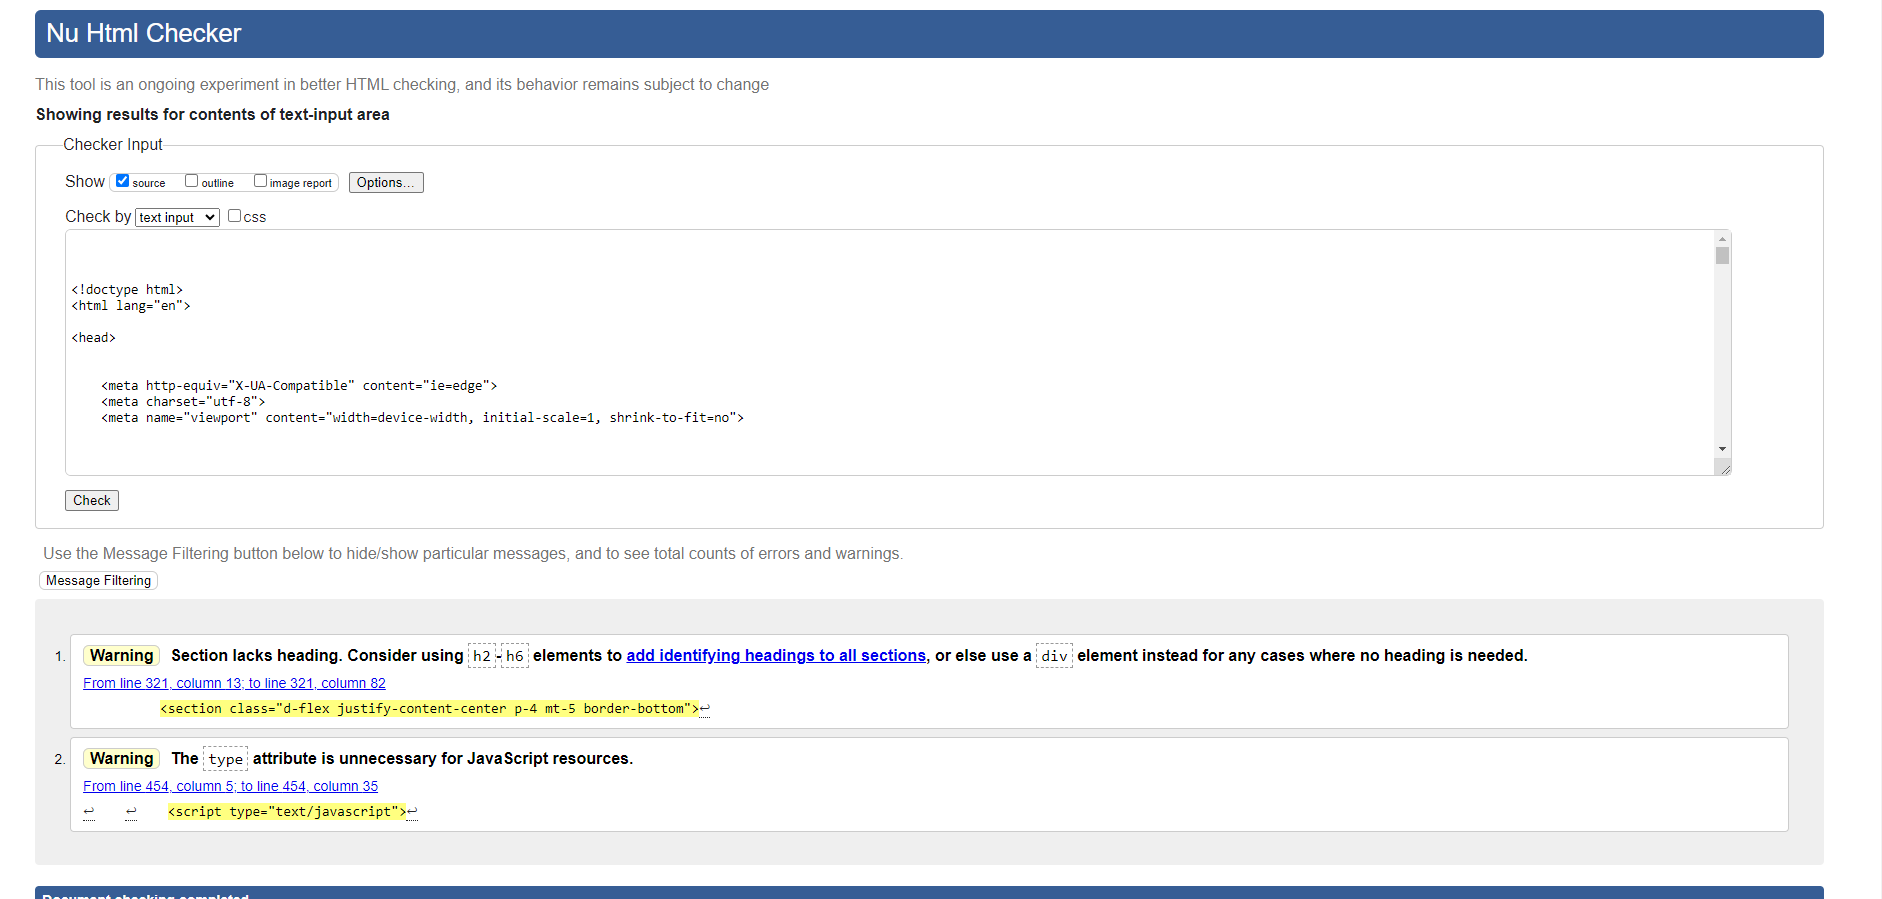 Nu Html Checker
This tool is an ongoing experiment in better HTML checking, and its behavior remains subject to change
Showing results for contents of text-input area
Checker Input
Show source outline image report Options...
Check by text input css
<!doctype html>
<html lang="en">
<head>
<meta http-equiv="X-UA-Compatible" content="ie=edge">
<meta charset="utf-8">
<meta name="viewport" content="width=device-width, initial-scale=1, shrink-to-fit=no">
Check
Use the Message Filtering button below to hide/show particular messages, and to see total counts of errors and warnings.
Message Filtering
1. Warning Section lacks heading. Consider using h2-h6 elements to add identifying headings to all sections, or else use a div element instead for any cases where no heading is needed.
From line 321, column 13; to line 321, column 82
<section class="d-flex justify-content-center p-4 mt-5 border-bottom">↩
2. Warning The type attribute is unnecessary for JavaScript resources.
From line 454, column 5; to line 454, column 35
↩ ↩ <script type="text/javascript">↩
Document checking completed